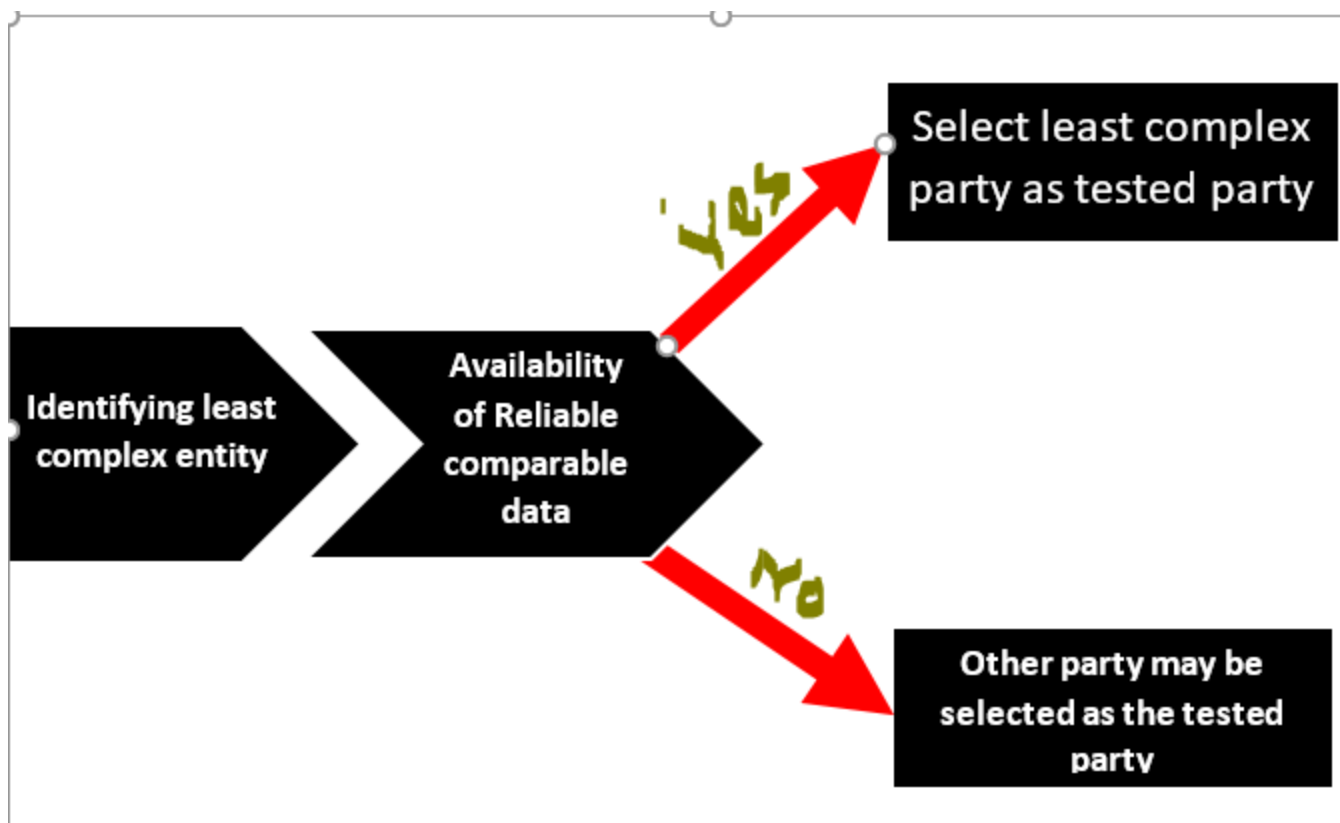 Identifying least
complex entity
Availability
of Reliable
comparable
data
Yes
Select least complex
party as tested party
No
Other party may be
selected as the tested
party